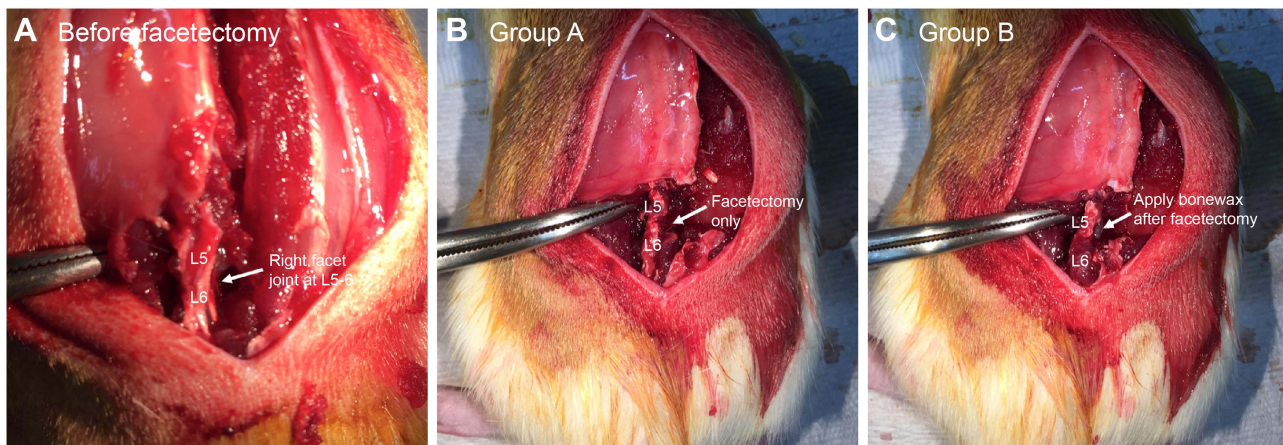 A Before facetectomy
L5
L6
Right facet
joint at L5-6
B Group A
L5
L6
Facetectomy
only
C Group B
L5
L6
Apply bonewax
after facetectomy